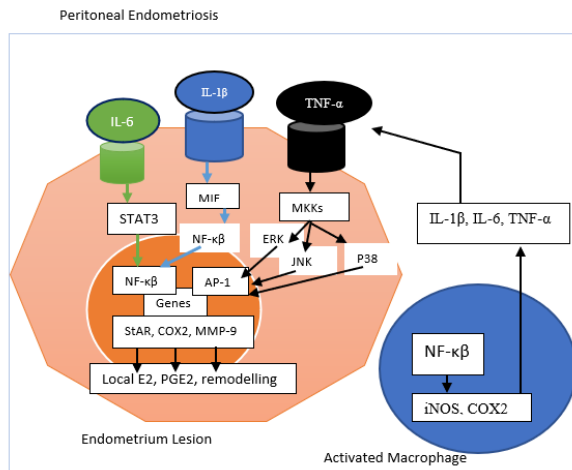 Peritoneal Endometriosis
IL-6
IL-1β
TNF-α
STAT3
MIF
MKKs
NF-κβ
ERK
JNK
P38
NF-κβ
AP-1
Genes
StAR, COX2, MMP-9
Local E2, PGE2, remodelling
Endometrium Lesion
IL-1β, IL-6, TNF-α
NF-κβ
iNOS, COX2
Activated Macrophage